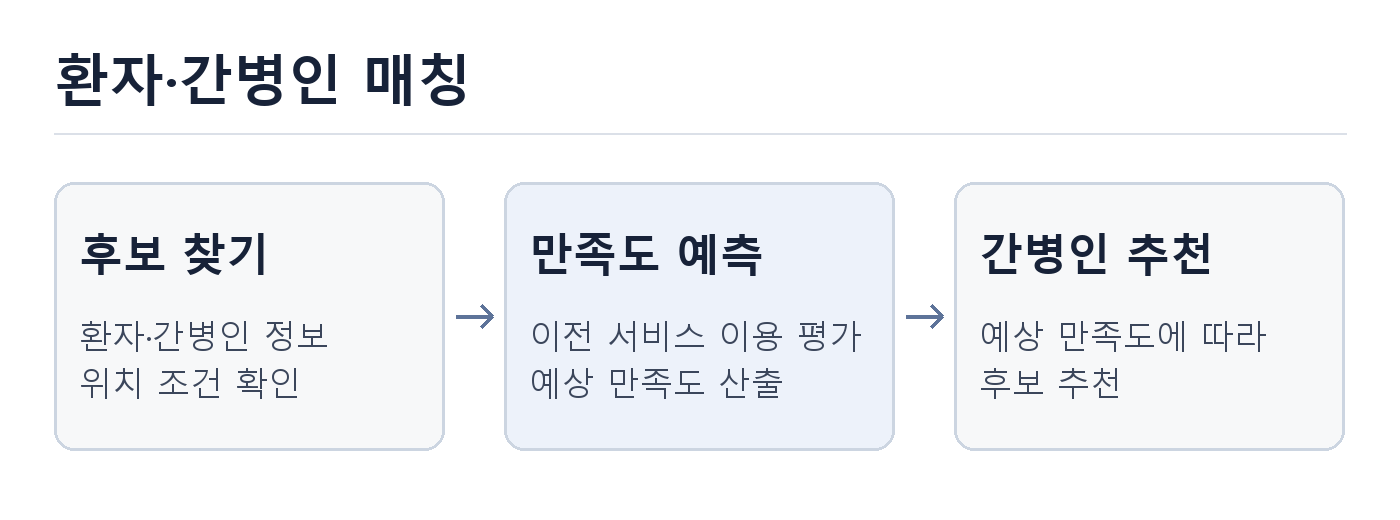 환자·간병인 매칭
후보 찾기
환자·간병인 정보
위치 조건 확인
만족도 예측
이전 서비스 이용 평가
예상 만족도 산출
간병인 추천
예상 만족도에 따라
후보 추천